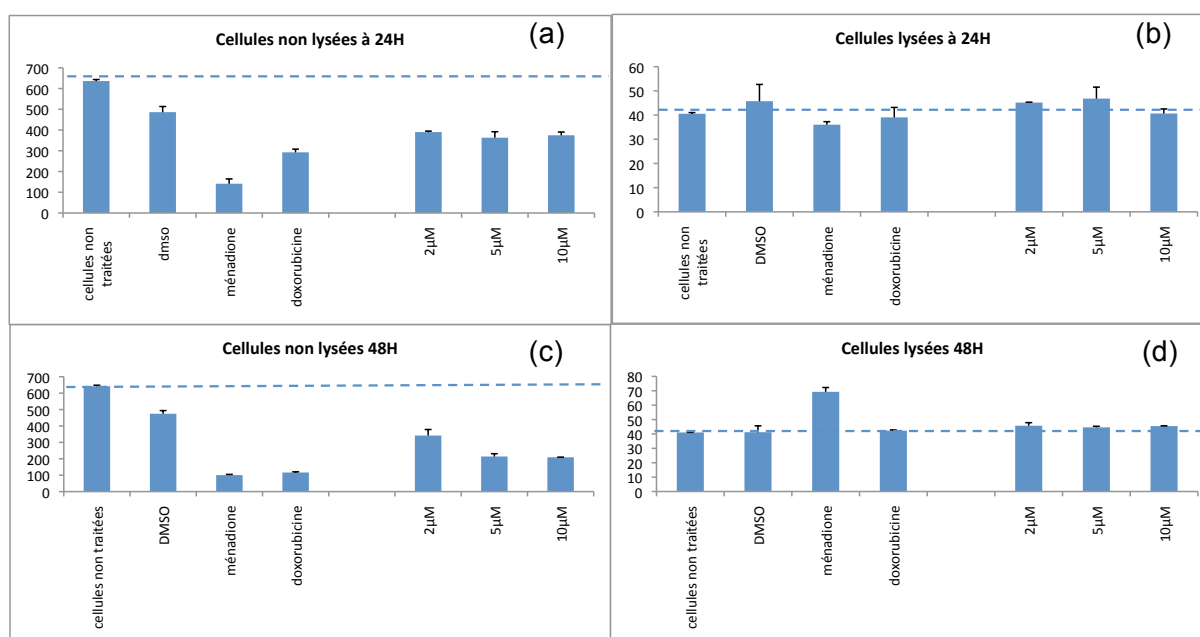 Cellules non lysées à 24H
(a)
700
600
500
400
300
200
100
0
cellules non
traitées
dmso
ménadione
doxorubicine
2µM
5µM
10µM
Cellules lysées à 24H
(b)
60
50
40
30
20
10
0
cellules non
traitées
DMSO
ménadione
doxorubicine
2µM
5µM
10µM
Cellules non lysées 48H
(c)
700
600
500
400
300
200
100
0
cellules non traitées
DMSO
ménadione
doxorubicine
2µM
5µM
10µM
Cellules lysées 48H
(d)
80
70
60
50
40
30
20
10
0
cellules non traitées
DMSO
ménadione
doxorubicine
2µM
5µM
10µM